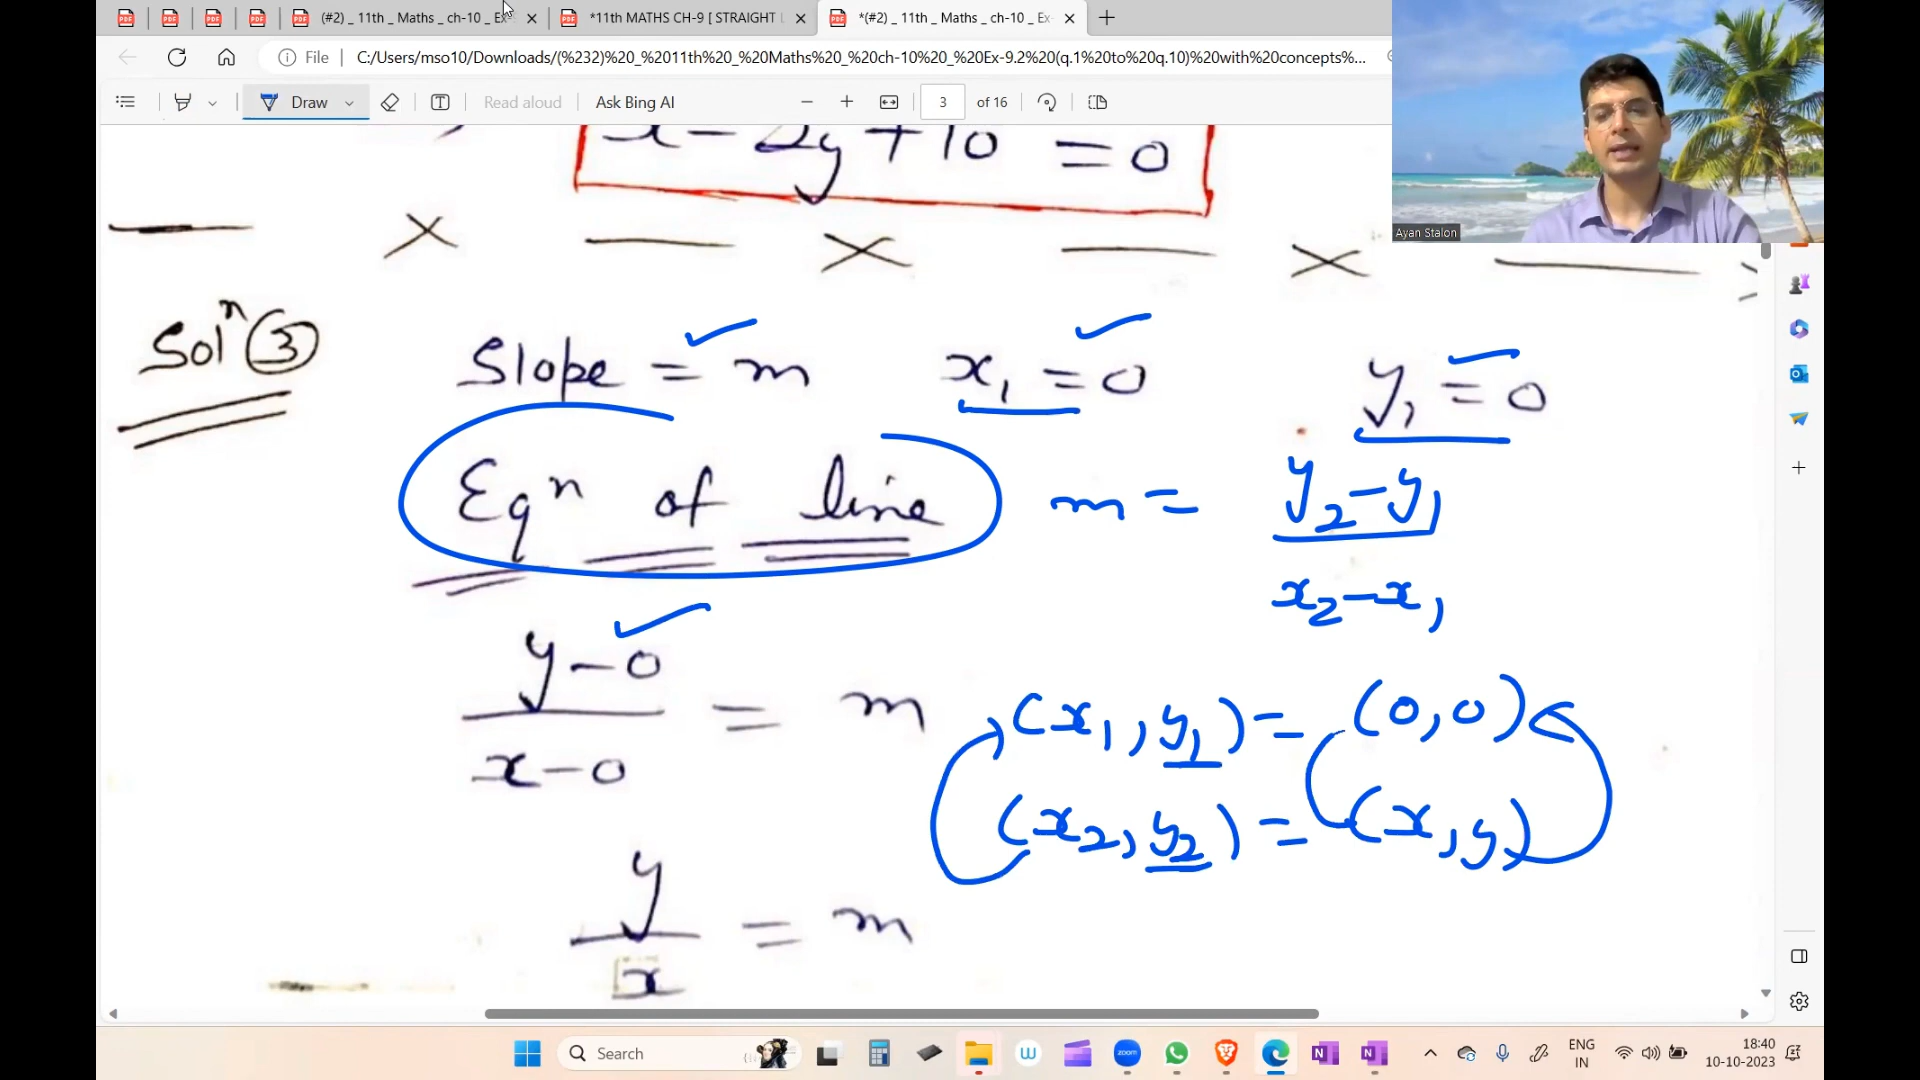 (#2) _ 11th _ Maths _ ch-10 _ Ex-
*11th MATHS CH-9 [ STRAIGHT
*(#2) _ 11th _ Maths _ ch-10 _ Ex-
File
C:/Users/mso10/Downloads/(%232)%20_%2011th%20_%20Maths%20_%20ch-10%20_%20Ex-9.2%20(q.1%20to%20q.10)%20with%20concepts%...
Draw
Read aloud
Ask Bing AI
3 of 16
x - 2y + 10 = 0
Ayan Stalon
Solⁿ ③
Slope = m
x₁ = 0
y₁ = 0
Eqⁿ of line
m = y₂-y₁
x₂-x₁
y-0
x-0
= m
(x₁, y₁) = (0,0)
(x₂, y₂) = (x, y)
y
x
= m
Search
zoom
ENG
IN
18:40
10-10-2023